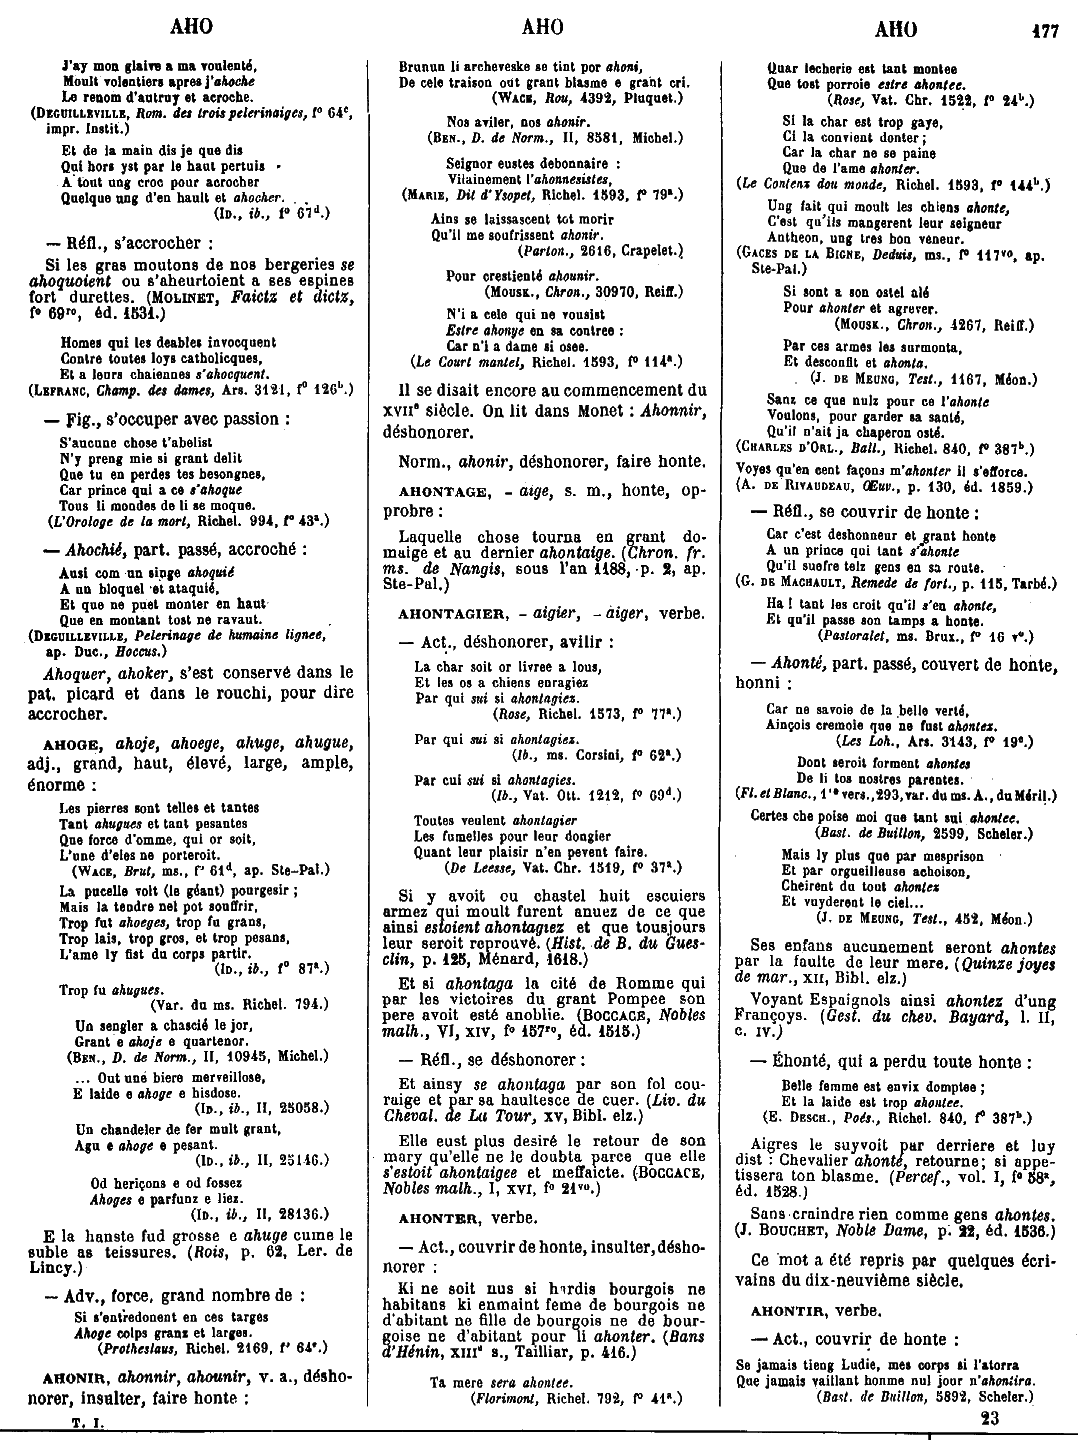 AHO
AHO
AHO
177
J'ay mon glaive a ma voulenté,
Moult volentiers apres j'ahoche
Le renom d'autruy et acroche.
(DEGUILLEVILLE, Rom. des trois pelerinaiges, f° 64c,
impr. Instit.)
Et de la main dis je que dis
Qui hors yst par le haut pertuis
A tout ung croc pour acrocher
Quelque ung d'en hault et ahocher. . .
(ID., ib., f° 67d.)
— Réfl., s'accrocher :
Si les gras moutons de nos bergeries se
ahoquoient ou s'aheurtoient a ses espines
fort durettes. (MOLINET, Faictz et dictz,
f° 69ro, éd. 1531.)
Homes qui les deables invocquent
Contre toutes loys catholicques,
Et a leurs chaiennes s'ahocquent.
(LEFRANC, Champ. des dames, Ars. 3121, f° 126b.)
— Fig., s'occuper avec passion :
S'aucune chose t'abelist
N'y preng mie si grant delit
Que tu en perdes tes besongnes,
Car prince qui a ce s'ahoque
Tous li mondes de li se moque.
(L'Orologe de la mort, Richel. 994, f° 43a.)
— Ahochié, part. passé, accroché :
Ausi com un singe ahoquié
A un bloquel et ataquié,
Et que ne puet monter en haut
Que en montant tost ne ravaut.
(DEGUILLEVILLE, Pelerinage de humaine lignee,
ap. Duc., Hoccus.)
Ahoquer, ahoker, s'est conservé dans le
pat. picard et dans le rouchi, pour dire
accrocher.
AHOGE, ahoje, ahoege, ahuge, ahugue,
adj., grand, haut, élevé, large, ample,
énorme :
Les pierres sont telles et tantes
Tant ahugues et tant pesantes
Que force d'omme, qui or soit,
L'une d'eles ne porteroit.
(WACE, Brut, ms., f° 61d, ap. Ste-Pal.)
La pucelle volt (le géant) pourgesir ;
Mais la tendre nel pot souffrir,
Trop fut ahoeges, trop fu grans,
Trop lais, trop gros, et trop pesans,
L'ame ly fist du corps partir.
(ID., ib., f° 87a.)
Trop fu ahugues.
(Var. du ms. Richel. 794.)
Un sengler a chascié le jor,
Grant e ahoje e quartenor.
(BEN., D. de Norm., II, 10945, Michel.)
... Out une biere merveillose,
E laide e ahoge e hisdose.
(ID., ib., II, 25058.)
Un chandeler de fer mult grant,
Agu e ahoge e pesant.
(ID., ib., II, 25146.)
Od heriçons e od fossez
Ahoges e parfunz e liez.
(ID., ib., II, 28136.)
E la hanste fud grosse e ahuge cume le
suble as teissures. (Rois, p. 62, Ler. de
Lincy.)
— Adv., force, grand nombre de :
Si s'entredonent en ces targes
Ahoge colps granz et larges.
(Protheslaus, Richel. 2169, f° 64c.)
AHONIR, ahonnir, ahounir, v. a., désho-
norer, insulter, faire honte :
T. I.
Brunun li archeveske se tint por ahoni,
De cele traison out grant blasme e grant cri.
(WACE, Rou, 4392, Pluquet.)
Nos aviler, nos ahonir.
(BEN., D. de Norm., II, 8581, Michel.)
Seignor eustes debonnaire :
Vilainement l'ahonnesistes,
(MARIE, Dit d'Ysopet, Richel. 1593, f° 79a.)
Ains se laissascent tot morir
Qu'il me soufrissent ahonir.
(Parton., 2616, Crapelet.)
Pour crestienté ahounir.
(MOUSK., Chron., 30970, Reiff.)
N'i a cele qui ne vousist
Estre ahonye en sa contree :
Car n'i a dame si osee.
(Le Court mantel, Richel. 1593, f° 114a.)
Il se disait encore au commencement du
XVIIe siècle. On lit dans Monet : Ahonnir,
déshonorer.
Norm., ahonir, déshonorer, faire honte.
AHONTAGE, - aige, s. m., honte, op-
probre :
Laquelle chose tourna en grant do-
maige et au dernier ahontaige. (Chron. fr.
ms. de Nangis, sous l'an 1188, p. 2, ap.
Ste-Pal.)
AHONTAGIER, - aigier, - aiger, verbe.
— Act., déshonorer, avilir :
La char soit or livree a lous,
Et les os a chiens enragiez
Par qui sui si ahontagiez.
(Rose, Richel. 1573, f° 77a.)
Par qui sui si ahontagiez.
(Ib., ms. Corsini, f° 62a.)
Par cui sui si ahontagies.
(Ib., Vat. Ott. 1212, f° 69d.)
Toutes veulent ahontagier
Les fumelles pour leur dongier
Quant leur plaisir n'en pevent faire.
(De Leesse, Vat. Chr. 1519, f° 37a.)
Si y avoit ou chastel huit escuiers
armez qui moult furent anuez de ce que
ainsi estoient ahontagiez et que tousjours
leur seroit reprouvé. (Hist. de B. du Gues-
clin, p. 125, Ménard, 1618.)
Et si ahontaga la cité de Romme qui
par les victoires du grant Pompee son
pere avoit esté anoblie. (BOCCACE, Nobles
malh., VI, XIV, f° 157ro, éd. 1515.)
— Réfl., se déshonorer :
Et ainsy se ahontaga par son fol cou-
raige et par sa haultesce de cuer. (Liv. du
Cheval. de La Tour, XV, Bibl. elz.)
Elle eust plus desiré le retour de son
mary qu'elle ne le doubta parce que elle
s'estoit ahontaigee et meffaicte. (BOCCACE,
Nobles malh., I, XVI, f° 21vo.)
AHONTER, verbe.
— Act., couvrir de honte, insulter, désho-
norer :
Ki ne soit nus si hardis bourgois ne
habitans ki enmaint feme de bourgois ne
d'abitant ne fille de bourgois ne de bour-
goise ne d'abitant pour li ahonter. (Bans
d'Hénin, XIIIe s., Tailliar, p. 416.)
Ta mere sera ahontee.
(Florimont, Richel. 792, f° 41a.)
Quar lecherie est tant montee
Que tost porroie estre ahontee.
(Rose, Vat. Chr. 1522, f° 24b.)
Si la char est trop gaye,
Ci la convient donter ;
Car la char ne se paine
Que de l'ame ahonter.
(Le Contenz dou monde, Richel. 1593, f° 144b.)
Ung fait qui moult les chiens ahonte,
C'est qu'ils mangerent leur seigneur
Antheon, ung tres bon veneur.
(GACES DE LA BIGNE, Deduis, ms., f° 117vo, ap.
Ste-Pal.)
Si sont a son ostel alé
Pour ahonter et agrever.
(MOUSK., Chron., 4267, Reiff.)
Par ces armes les surmonta,
Et desconfit et ahonta.
(J. DE MEUNG, Test., 1167, Méon.)
Sanz ce que nulz pour ce l'ahonte
Voulons, pour garder sa santé,
Qu'il n'ait ja chaperon osté.
(CHARLES D'ORL., Ball., Richel. 840, f° 387b.)
Voyes qu'en cent façons m'ahonter il s'efforce.
(A. DE RIVAUDEAU, Œuv., p. 130, éd. 1859.)
— Réfl., se couvrir de honte :
Car c'est deshonneur et grant honte
A un prince qui tant s'ahonte
Qu'il suefre telz gens en sa route.
(G. DE MACHAULT, Remede de fort., p. 115, Tarbé.)
Ha ! tant les croit qu'il s'en ahonte,
Et qu'il passe son tamps a honte.
(Pastoralet, ms. Brux., f° 16 vo.)
— Ahonté, part. passé, couvert de honte,
honni :
Car ne savoie de la belle verté,
Ainçois cremoie que ne fust ahontez.
(Les Loh., Ars. 3143, f° 19c.)
Dont seroit forment ahontes
De li tos nostres parentes.
(Fl. et Blanc., 1re vers., 293, var. du ms. A., du Méril.)
Certes che poise moi que tant sui ahontee.
(Bast. de Buillon, 2599, Scheler.)
Mais ly plus que par mesprison
Et par orgueilleuse achoison,
Cheirent du tout ahontez
Et vuyderent le ciel...
(J. DE MEUNG, Test., 452, Méon.)
Ses enfans aucunement seront ahontes
par la faulte de leur mere. (Quinze joyes
de mar., XII, Bibl. elz.)
Voyant Espaignols ainsi ahontez d'ung
Françoys. (Gest. du chev. Bayard, l. II,
c. IV.)
— Éhonté, qui a perdu toute honte :
Belle femme est envix domptee ;
Et la laide est trop ahontee.
(E. DESCH., Poés., Richel. 840, f° 387b.)
Aigres le suyvoit par derriere et luy
dist : Chevalier ahonté, retourne; si appe-
tissera ton blasme. (Percef., vol. I, f° 58a,
éd. 1528.)
Sans craindre rien comme gens ahontes.
(J. BOUCHET, Noble Dame, p. 22, éd. 1536.)
Ce mot a été repris par quelques écri-
vains du dix-neuvième siècle.
AHONTIR, verbe.
— Act., couvrir de honte :
Se jamais tieng Ludie, mes corps si l'atorra
Que jamais vaillant homme nul jour n'ahontira.
(Bast. de Buillon, 5892, Scheler.)
23